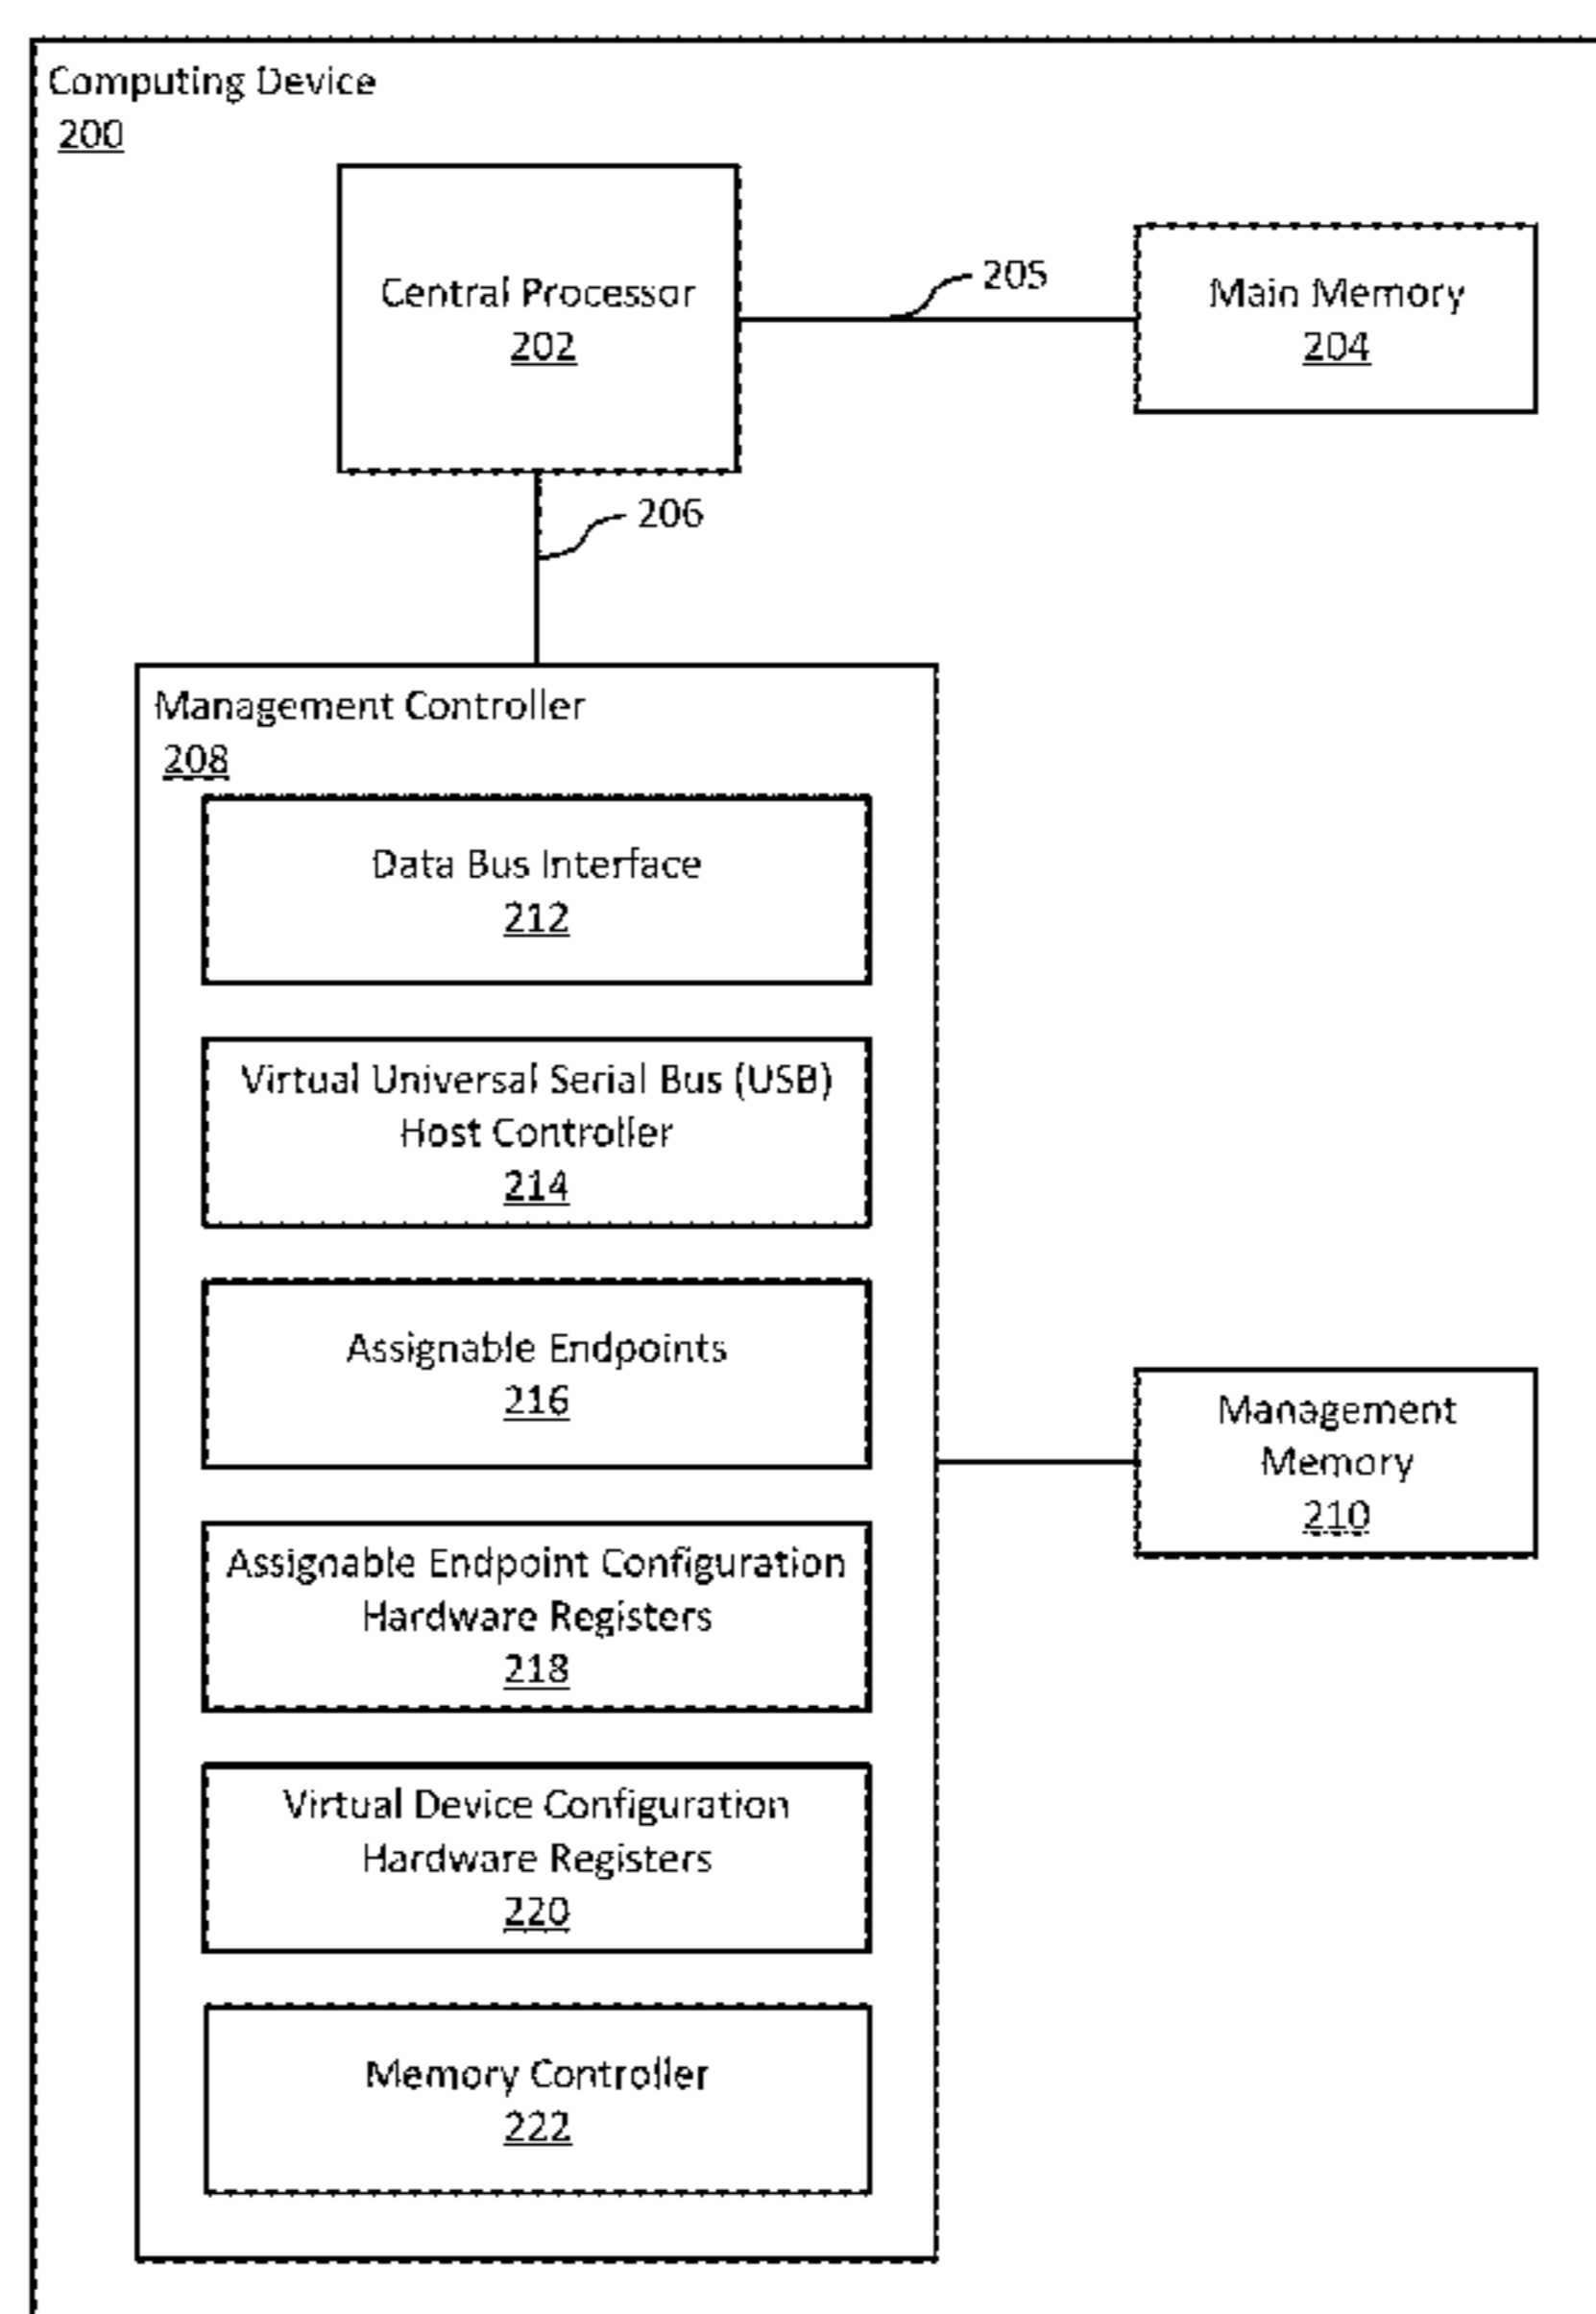 Computing Device
200
Central Processor
202
205
Main Memory
204
206
Management Controller
208
Data Bus Interface
212
Virtual Universal Serial Bus (USB)
Host Controller
214
Assignable Endpoints
216
Management
Memory
210
Assignable Endpoint Configuration
Hardware Registers
218
Virtual Device Configuration
Hardware Registers
220
Memory Controller
222